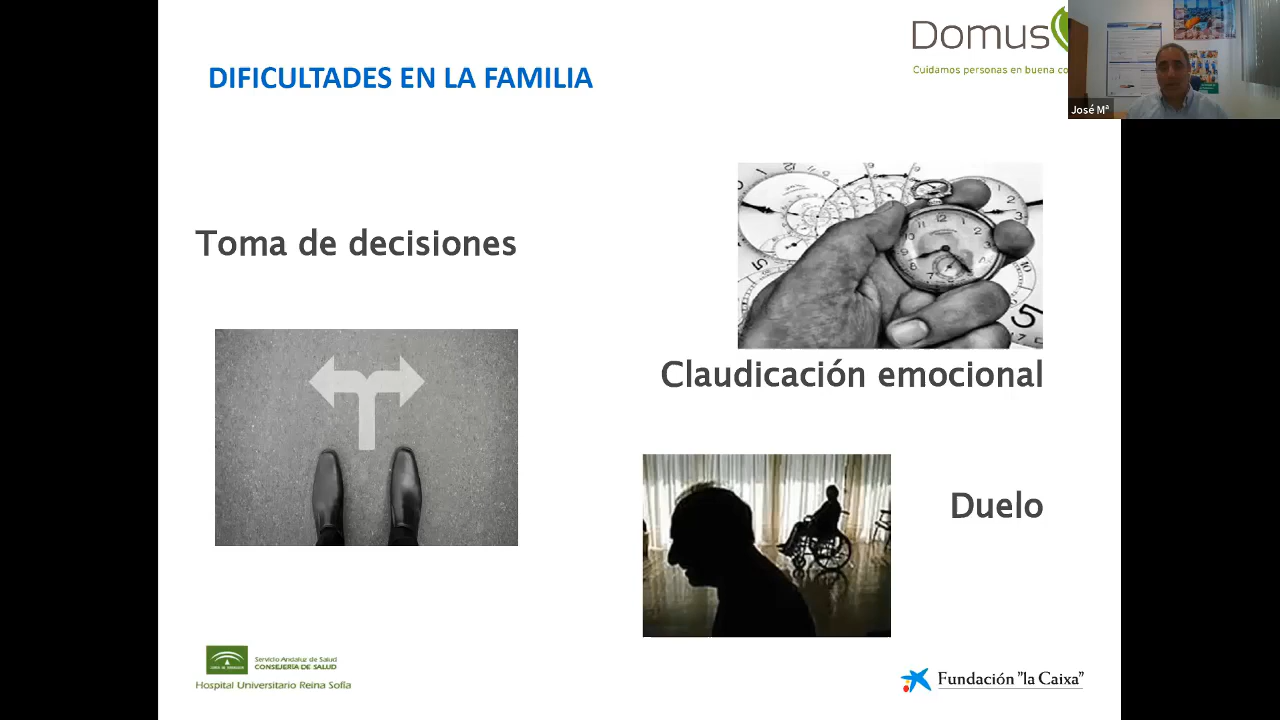 DIFICULTADES EN LA FAMILIA
Domus
Cuidamos personas en buena co
José Mª
Toma de decisiones
Claudicación emocional
Duelo
Servicio Andaluz de Salud
CONSEJERÍA DE SALUD
Hospital Universitario Reina Sofía
Fundación "la Caixa"